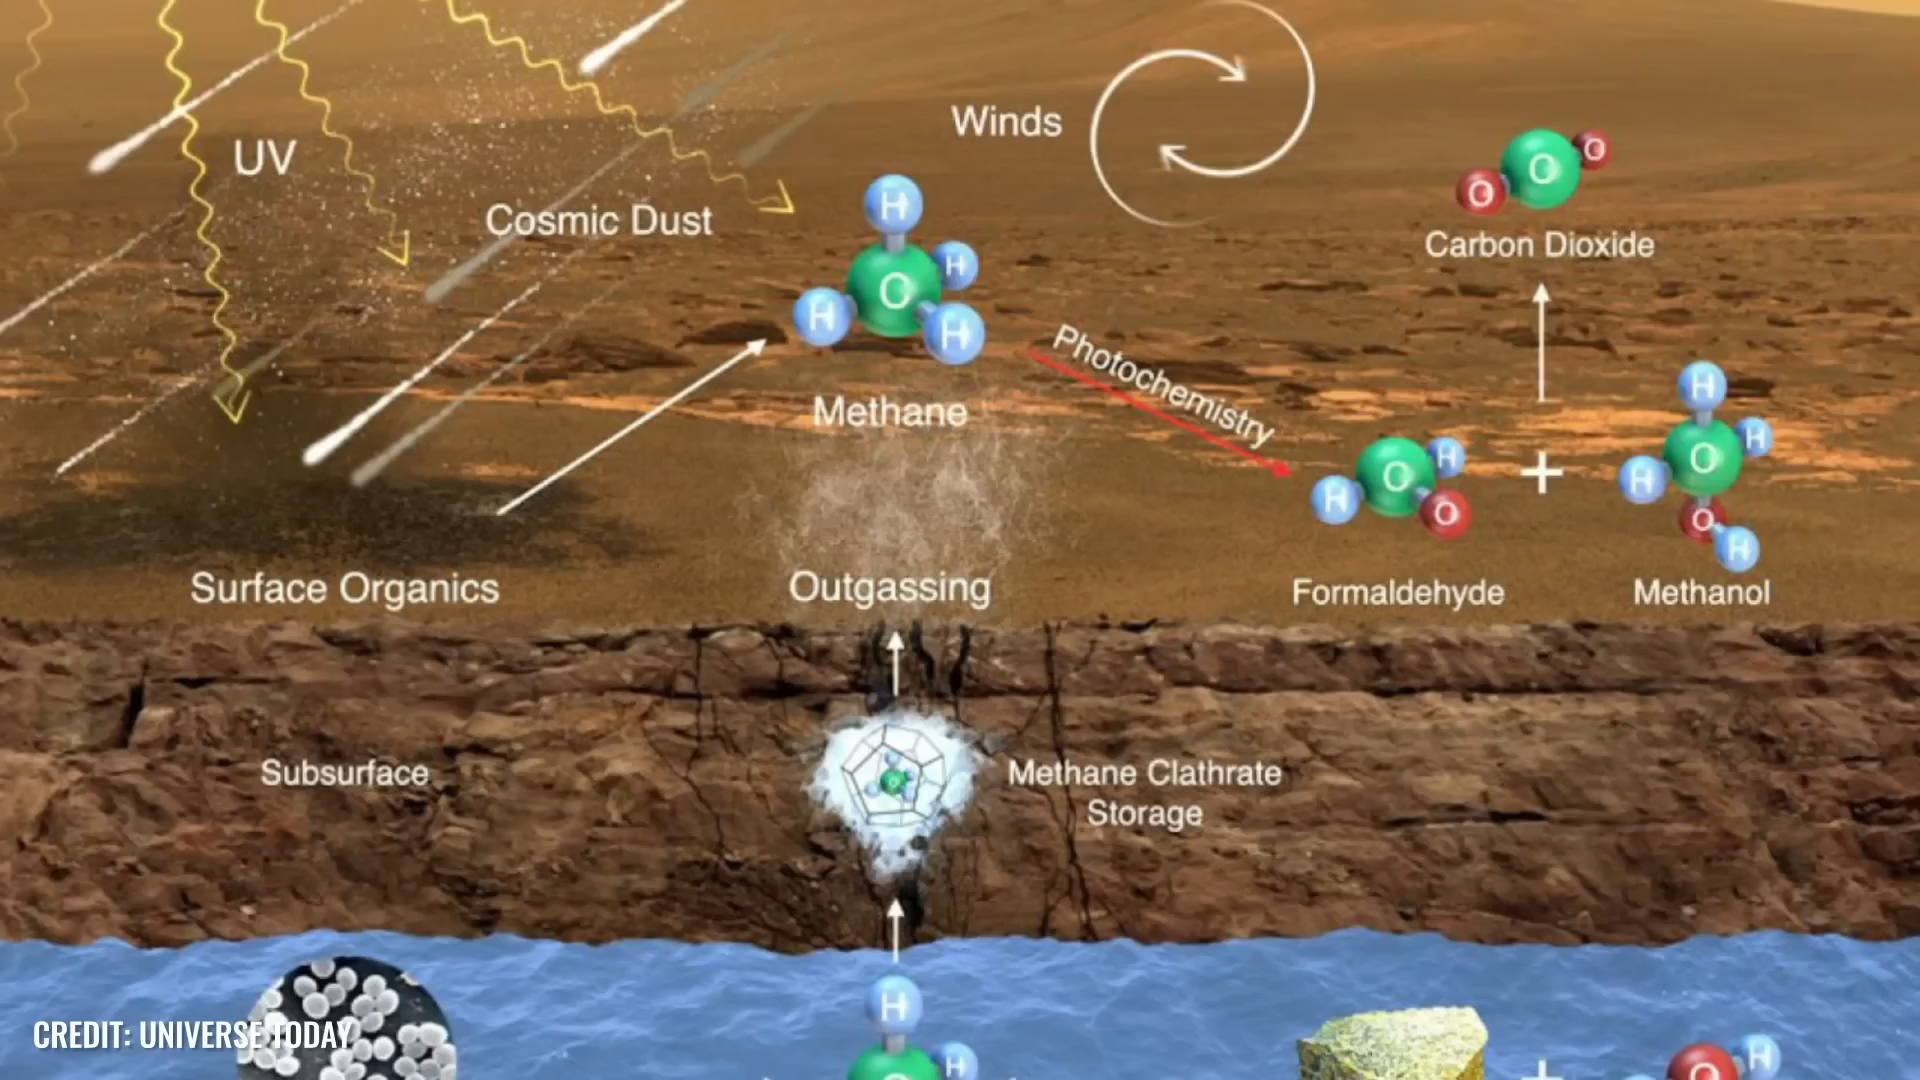 UV
Winds
Cosmic Dust
O
C
O
Carbon Dioxide
H
H
C
H
H
Methane
Photochemistry
H
C
H
O
+
H
C
H
H
O
H
Surface Organics
Outgassing
Formaldehyde
Methanol
Subsurface
Methane Clathrate
Storage
H
H
C
+
O
H
CREDIT: UNIVERSE TODAY